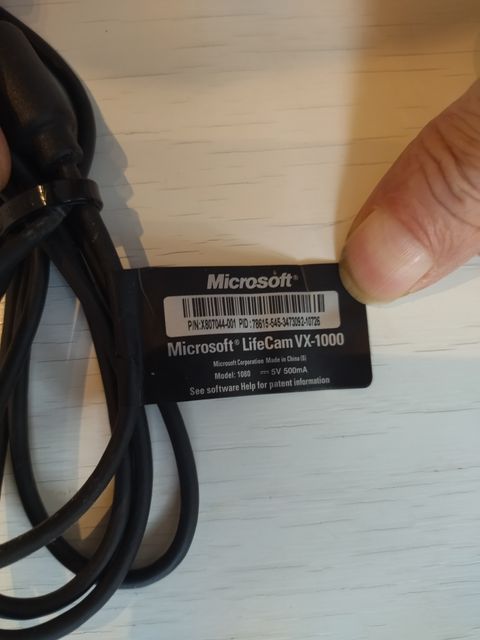 Microsoft®
P/N: X807044-001 PID: 78615-545-3473092-10726
Microsoft® LifeCam VX-1000
Microsoft Corporation Made in China (S)
Model: 1080 ⎓ 5V 500mA
See software Help for patent information